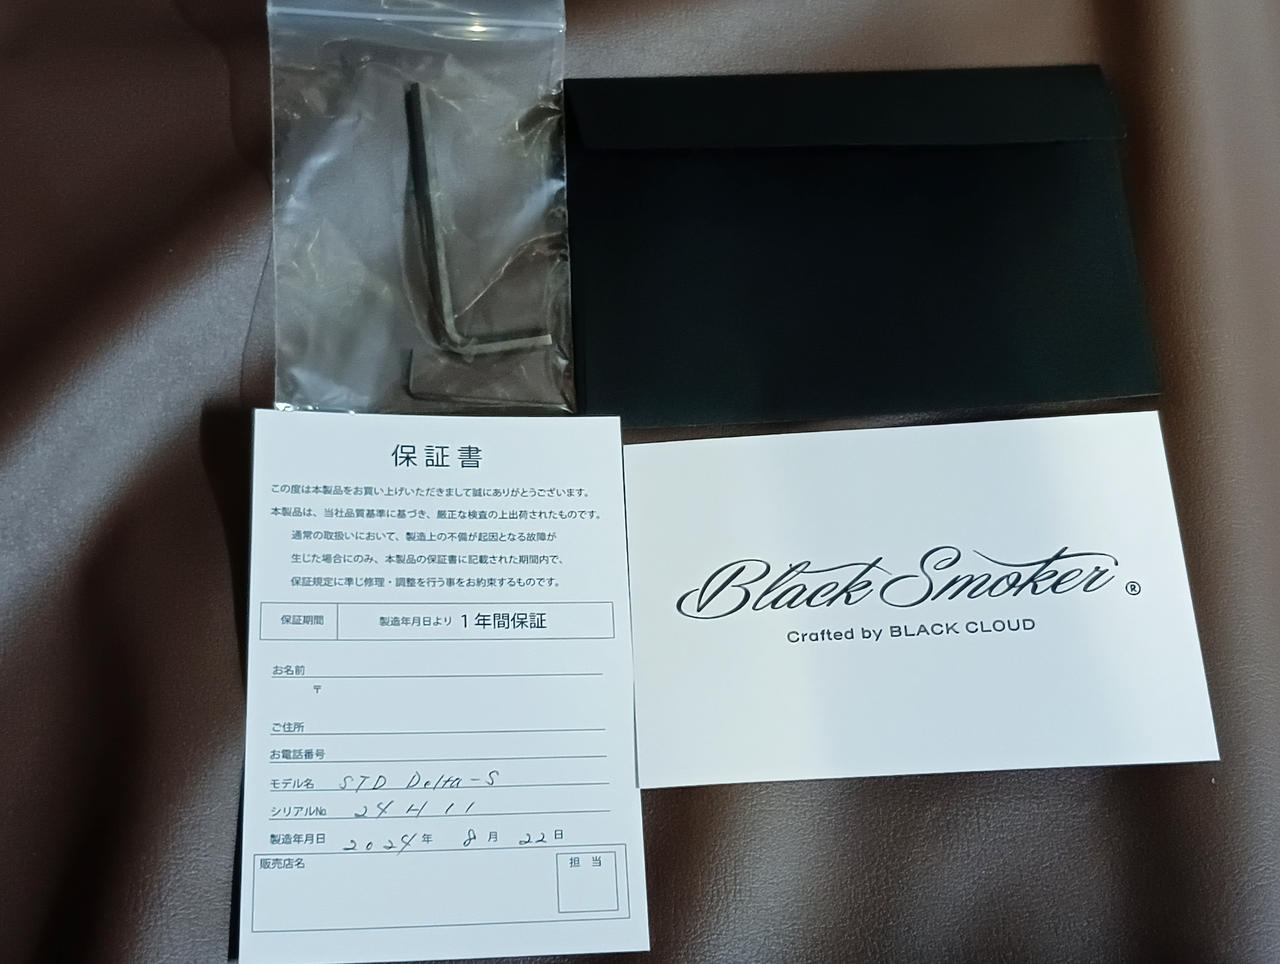 保証書
この度は本製品をお買い上げいただきまして誠にありがとうございます。
本製品は、当社品質基準に基づき、厳正な検査の上出荷されたものです。
通常の取扱いにおいて、製造上の不備が起因となる故障が
生じた場合にのみ、本製品の保証書に記載された期間内で、
保証規定に準じ修理・調整を行う事をお約束するものです。
保証期間 製造年月日より 1年間保証
お名前
〒
ご住所
お電話番号
モデル名 STD Delta-S
シリアル№ 24H11
製造年月日 2024年 8月 22日
販売店名 担当
Black Smoker®
Crafted by BLACK CLOUD